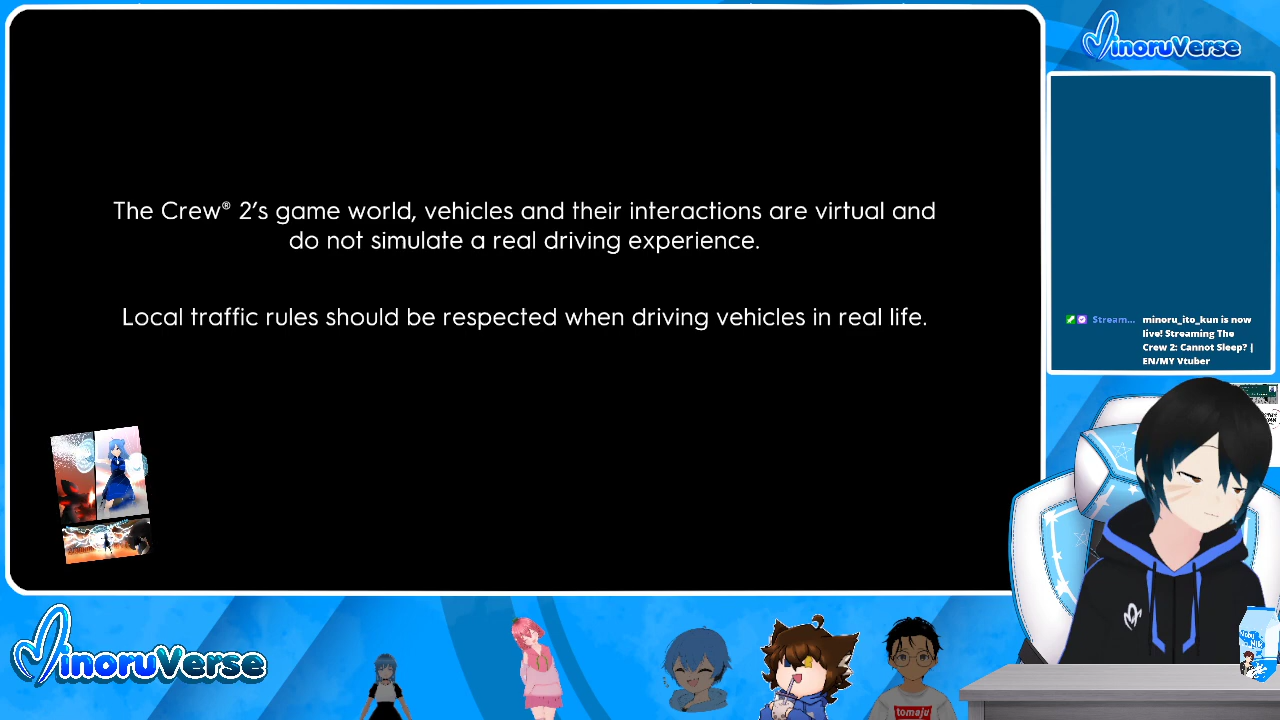 MinoruVerse
The Crew® 2's game world, vehicles and their interactions are virtual and
do not simulate a real driving experience.
Local traffic rules should be respected when driving vehicles in real life.
Stream... minoru_ito_kun is now
live! Streaming The
Crew 2: Cannot Sleep? |
EN/MY Vtuber
MinoruVerse
tomaju